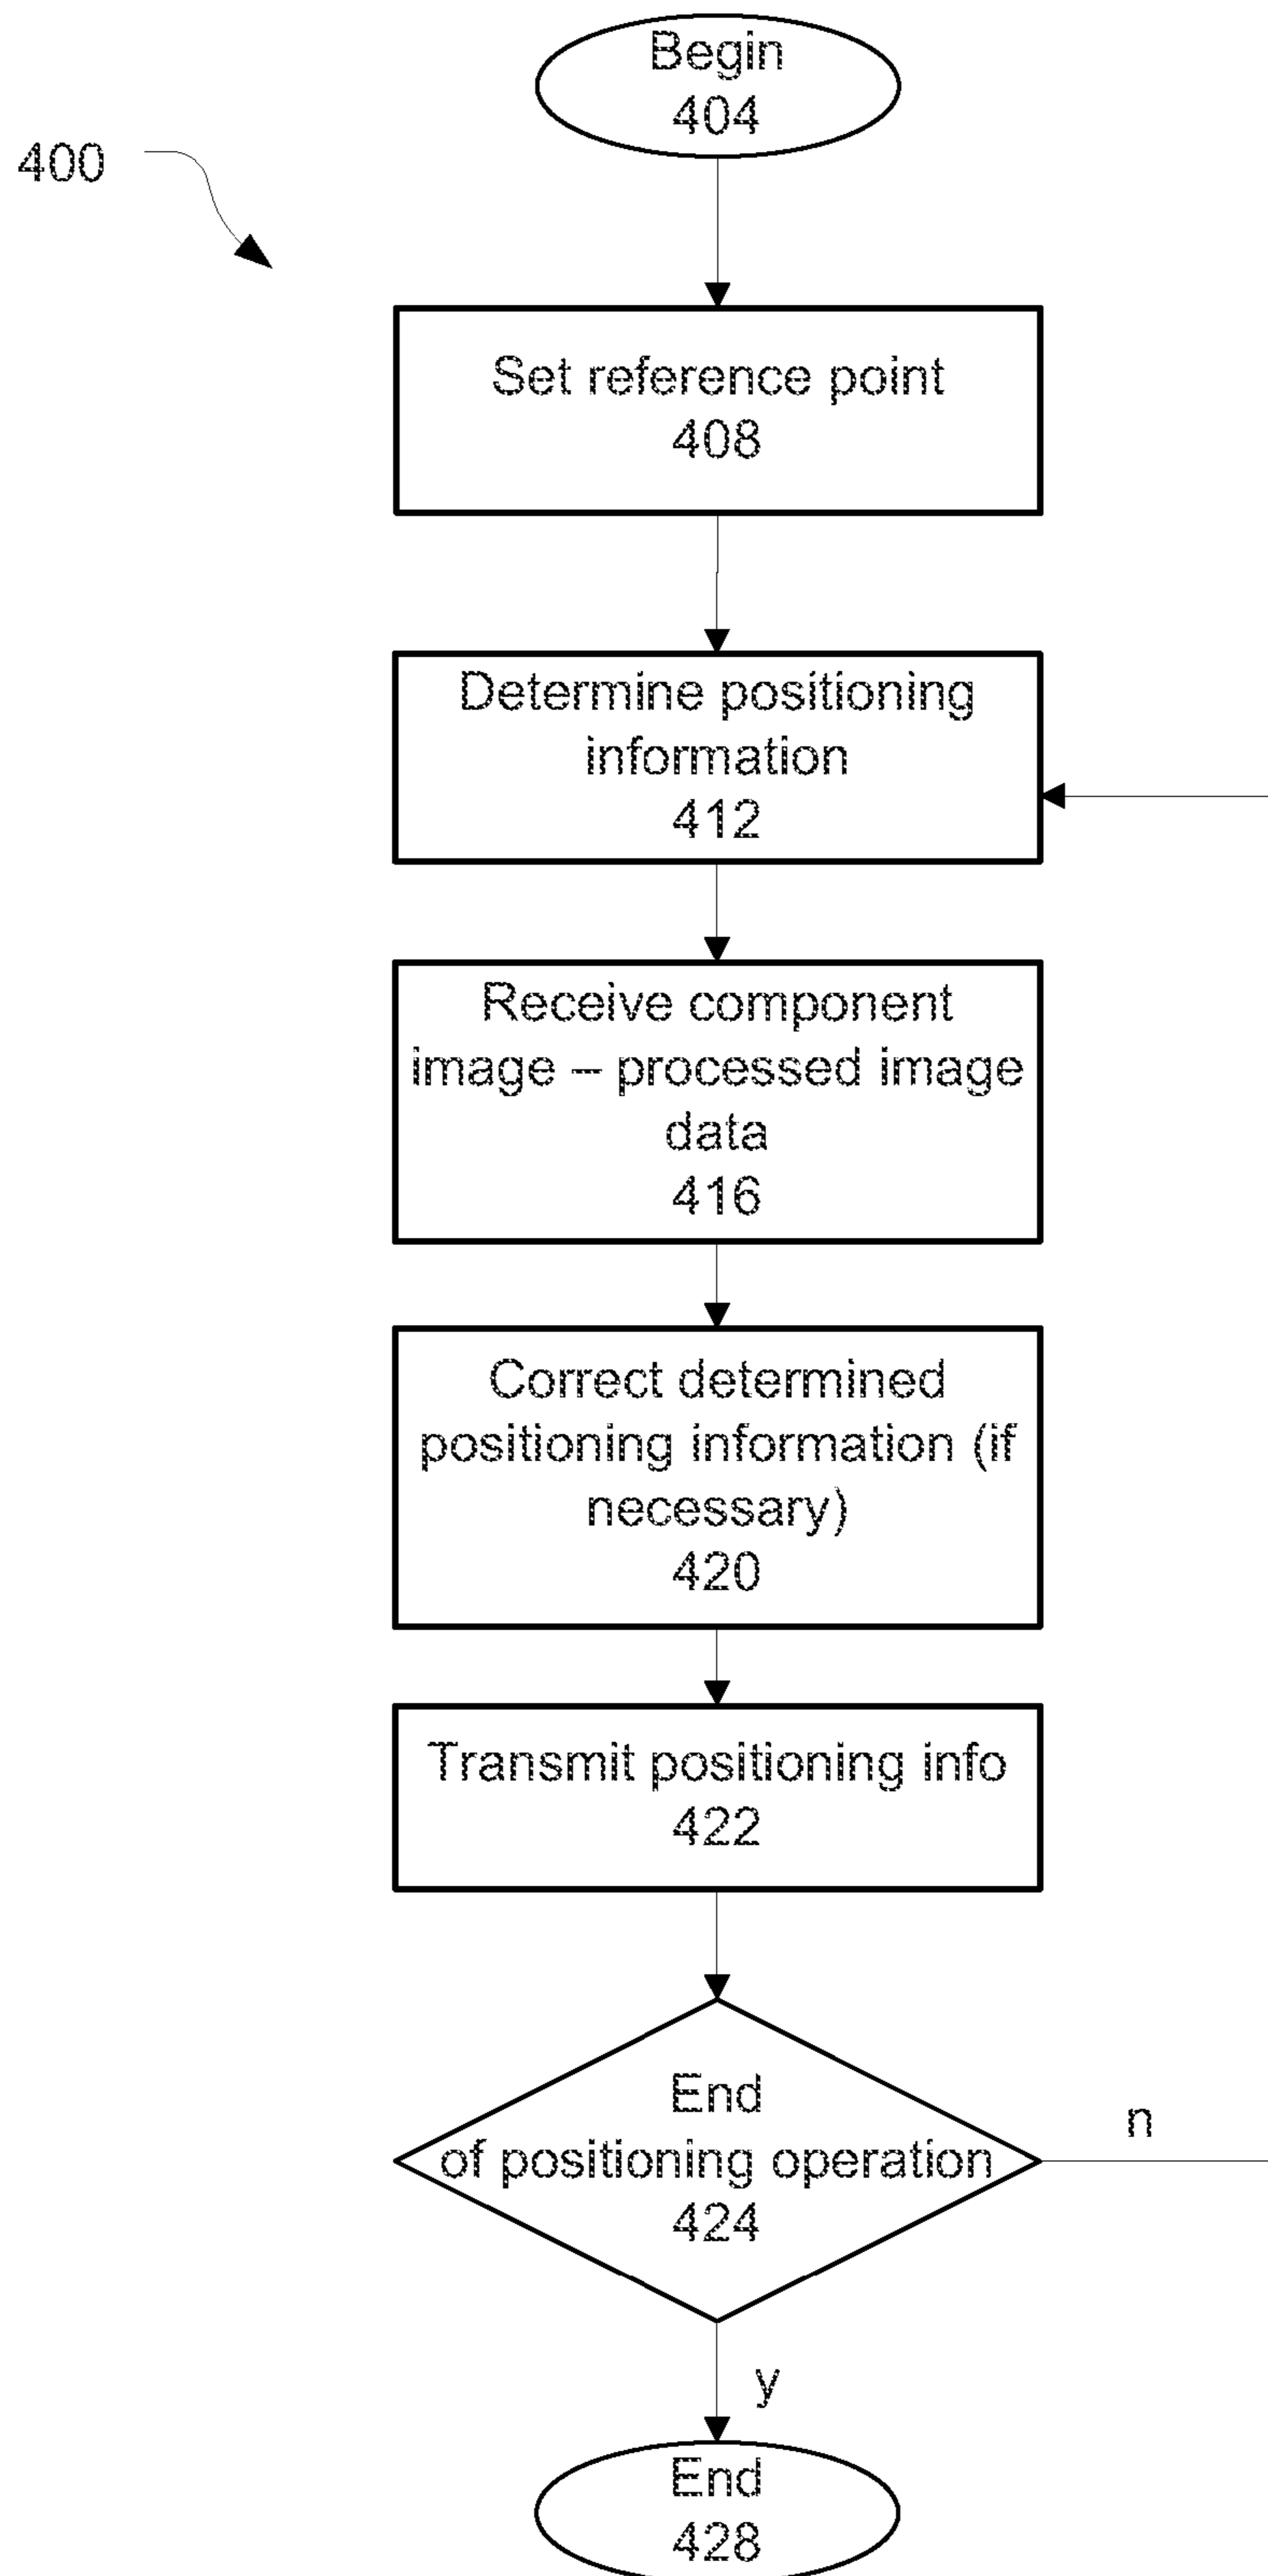 Begin
404
400
Set reference point
408
Determine positioning
information
412
Receive component
image – processed image
data
416
Correct determined
positioning information (if
necessary)
420
Transmit positioning info
422
End
of positioning operation
424
n
y
End
428